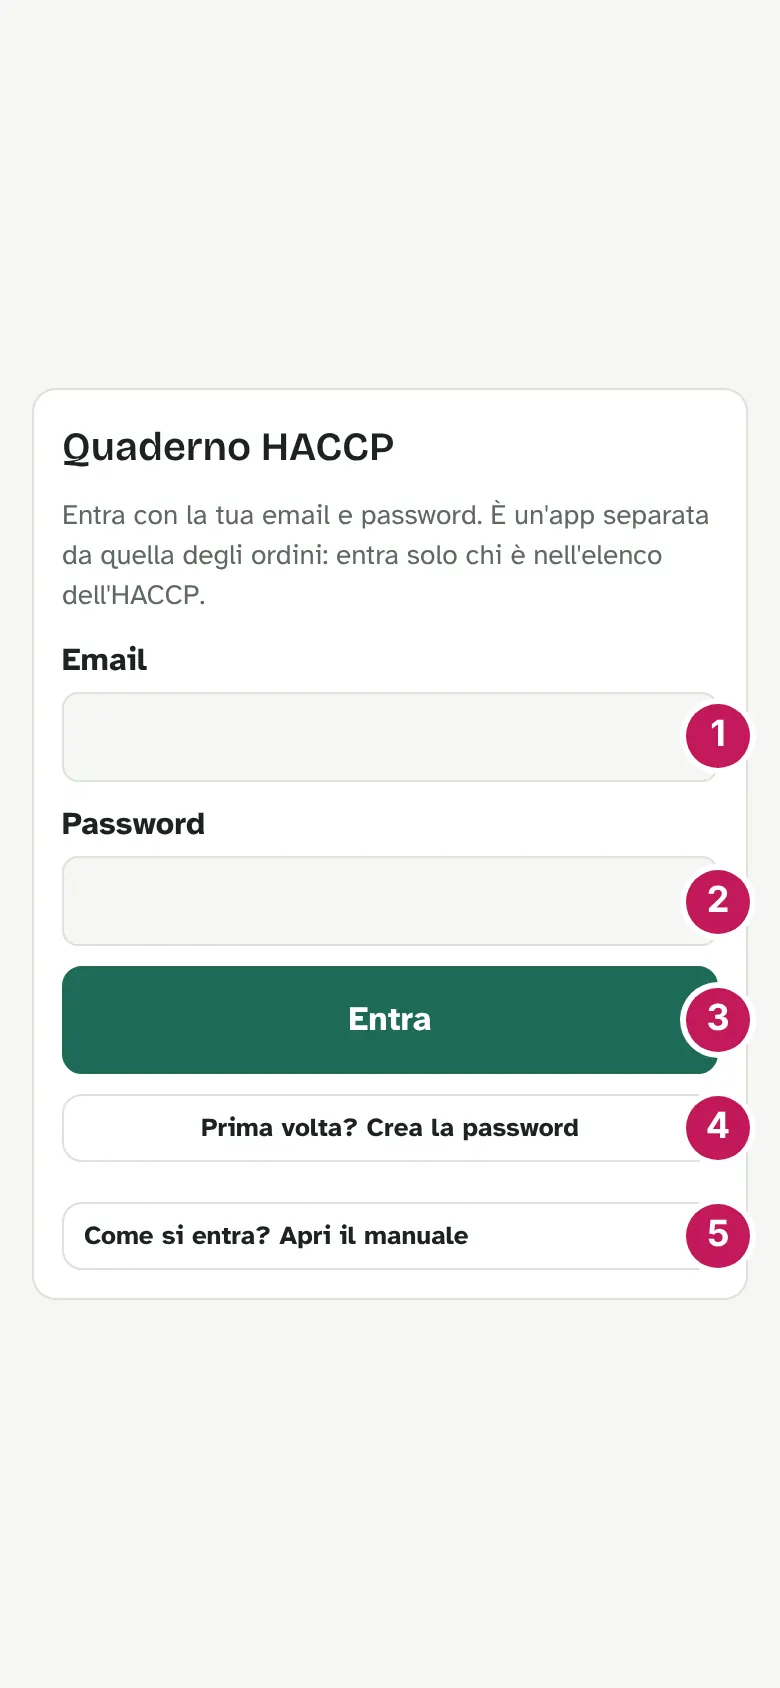 Quaderno HACCP
Entra con la tua email e password. È un'app separata
da quella degli ordini: entra solo chi è nell'elenco
dell'HACCP.
Email
1
Password
2
Entra
3
Prima volta? Crea la password
4
Come si entra? Apri il manuale
5